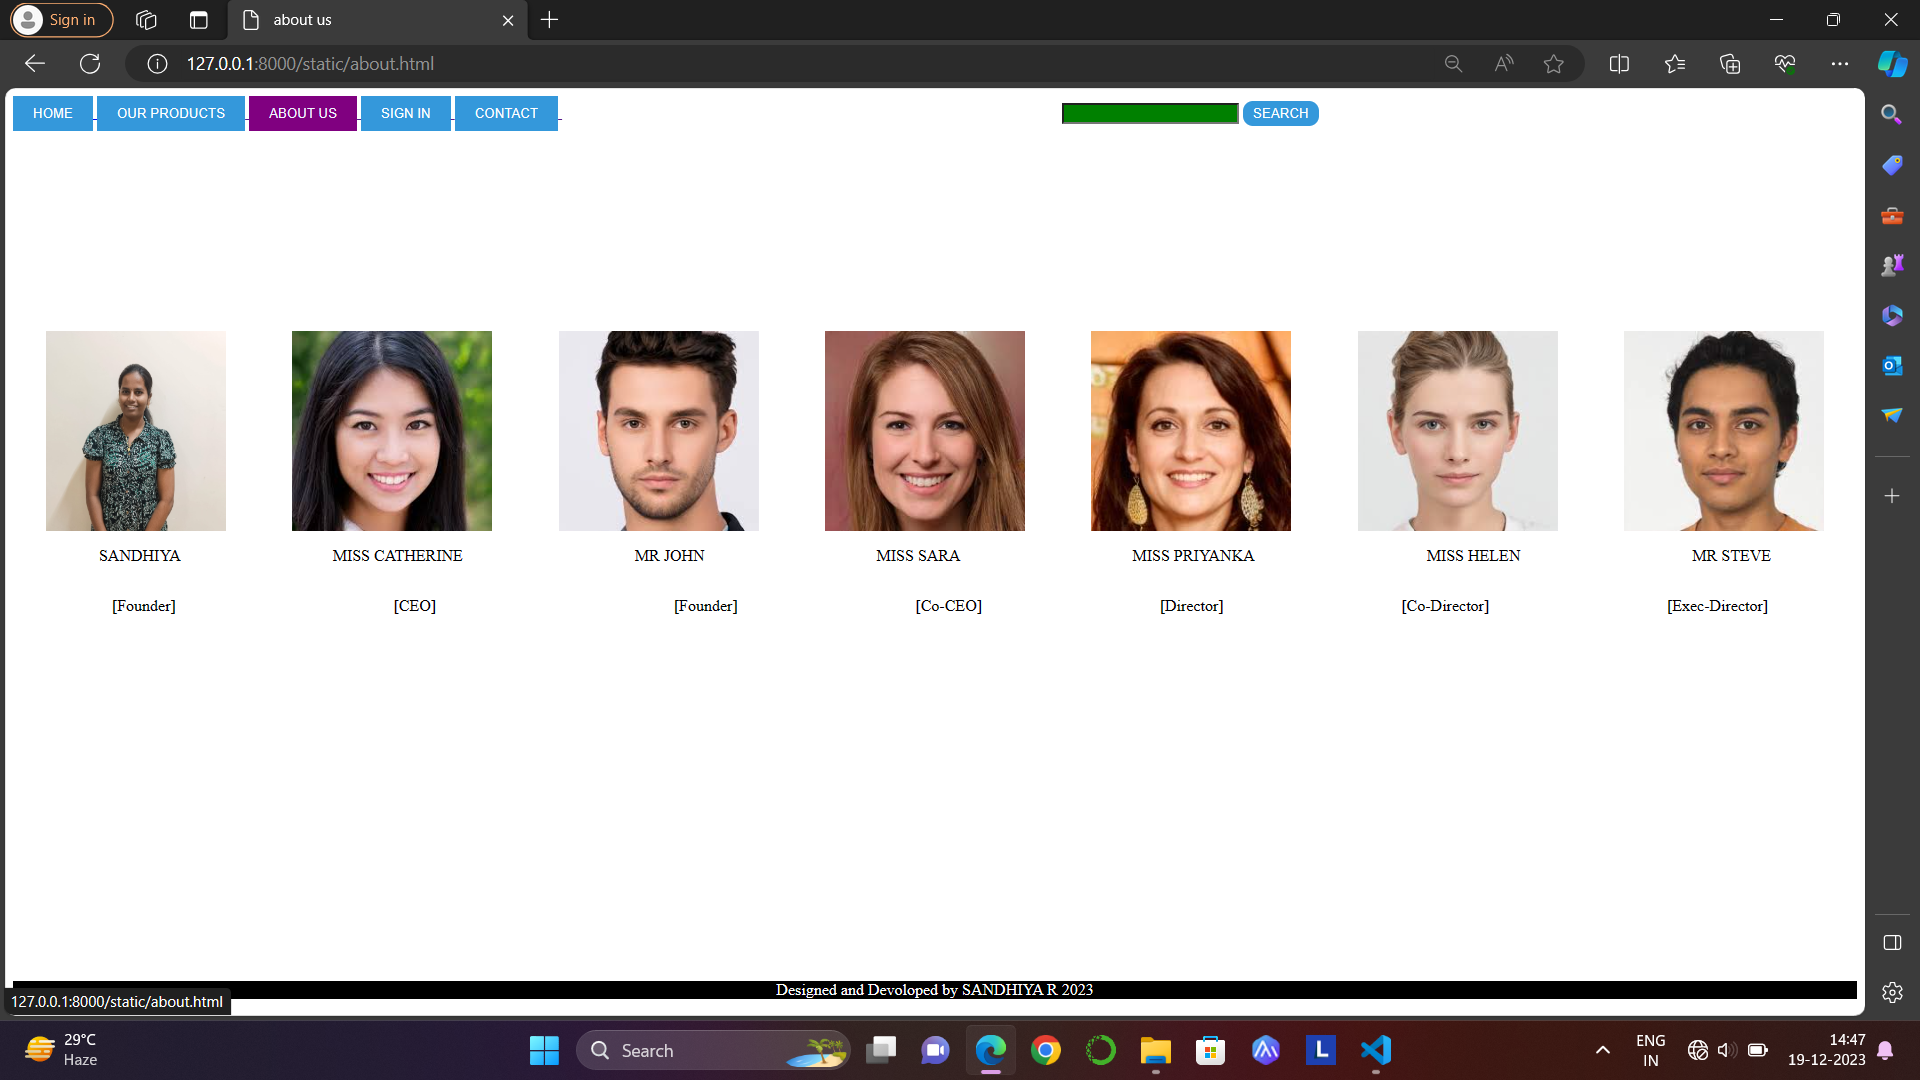 Sign in
about us
127.0.0.1:8000/static/about.html
HOME OUR PRODUCTS ABOUT US SIGN IN CONTACT SEARCH
SANDHIYA MISS CATHERINE MR JOHN MISS SARA MISS PRIYANKA MISS HELEN MR STEVE
[Founder] [CEO] [Founder] [Co-CEO] [Director] [Co-Director] [Exec-Director]
Designed and Devoloped by SANDHIYA R 2023
127.0.0.1:8000/static/about.html
29°C
Haze
Search
L
ENG
IN
14:47
19-12-2023